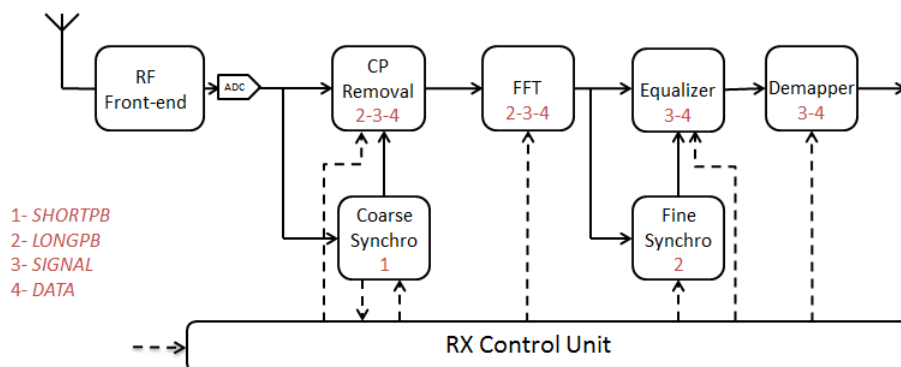 RF
Front-end
ADC
CP
Removal
2-3-4
FFT
2-3-4
Equalizer
3-4
Demapper
3-4
1- SHORTPB
2- LONGPB
3- SIGNAL
4- DATA
Coarse
Synchro
1
Fine
Synchro
2
RX Control Unit